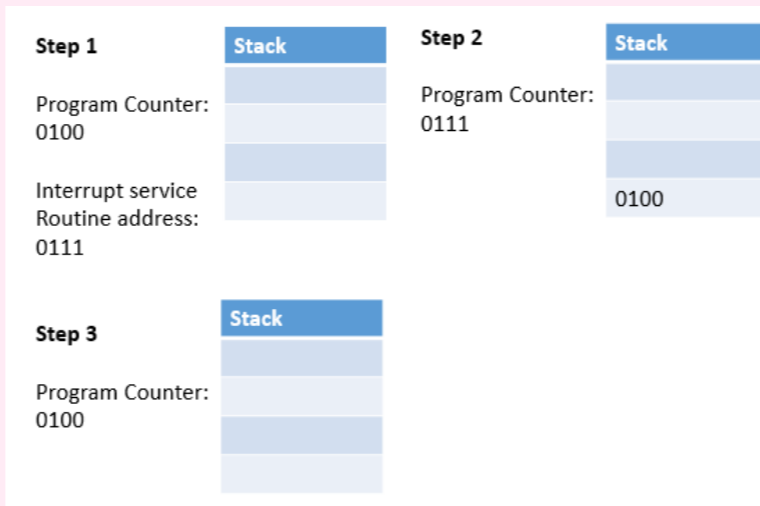 Step 1
Stack
Program Counter:
0100
Interrupt service
Routine address:
0111
Step 2
Stack
Program Counter:
0111
0100
Step 3
Stack
Program Counter:
0100